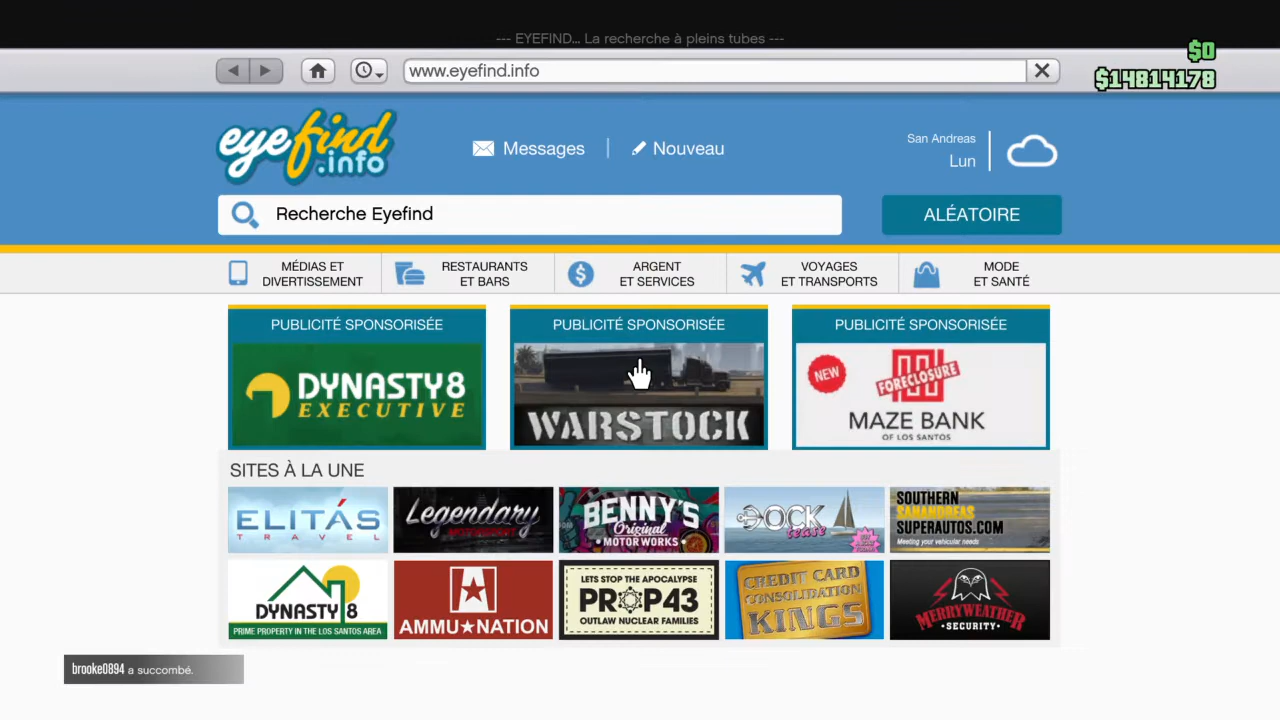 --- EYEFIND... La recherche à pleins tubes ---
$0
www.eyefind.info
$14814178
eyefind
.info
Messages
Nouveau
San Andreas
Lun
Recherche Eyefind
ALÉATOIRE
MÉDIAS ET
DIVERTISSEMENT
RESTAURANTS
ET BARS
ARGENT
ET SERVICES
VOYAGES
ET TRANSPORTS
MODE
ET SANTÉ
PUBLICITÉ SPONSORISÉE
DYNASTY8
EXECUTIVE
PUBLICITÉ SPONSORISÉE
WARSTOCK
PUBLICITÉ SPONSORISÉE
NEW
FORECLOSURE
MAZE BANK
OF LOS SANTOS
SITES À LA UNE
ELITÁS
TRAVEL
Legendary
MOTORSPORT
BENNY'S
Original
MOTOR WORKS
DOCK
tease
SOUTHERN
SANANDREAS
SUPERAUTOS.COM
Meeting your vehicular needs
DYNASTY 8
PRIME PROPERTY IN THE LOS SANTOS AREA
AMMU★NATION
LETS STOP THE APOCALYPSE
PROP43
OUTLAW NUCLEAR FAMILIES
CREDIT CARD
CONSOLIDATION
KINGS
MERRYWEATHER
•SECURITY•
brooke0894 a succombé.